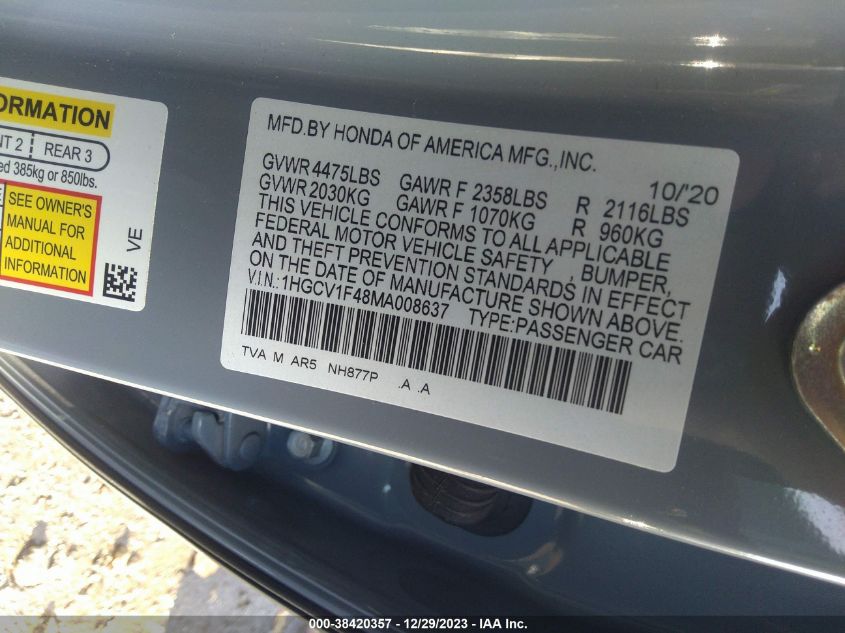 ORMATION
NT 2 | REAR 3
ed 385kg or 850lbs.
SEE OWNER'S
MANUAL FOR
ADDITIONAL
INFORMATION
VE
MFD.BY HONDA OF AMERICA MFG.,INC.
10/'20
GVWR 4475LBS GAWR F 2358LBS R 2116LBS
GVWR 2030KG GAWR F 1070KG R 960KG
THIS VEHICLE CONFORMS TO ALL APPLICABLE
FEDERAL MOTOR VEHICLE SAFETY , BUMPER,
AND THEFT PREVENTION STANDARDS IN EFFECT
ON THE DATE OF MANUFACTURE SHOWN ABOVE.
V.I.N.: 1HGCV1F48MA008637 TYPE:PASSENGER CAR
TVA M AR5 NH877P .A .A
000-38420357 - 12/29/2023 - © IAA Inc.